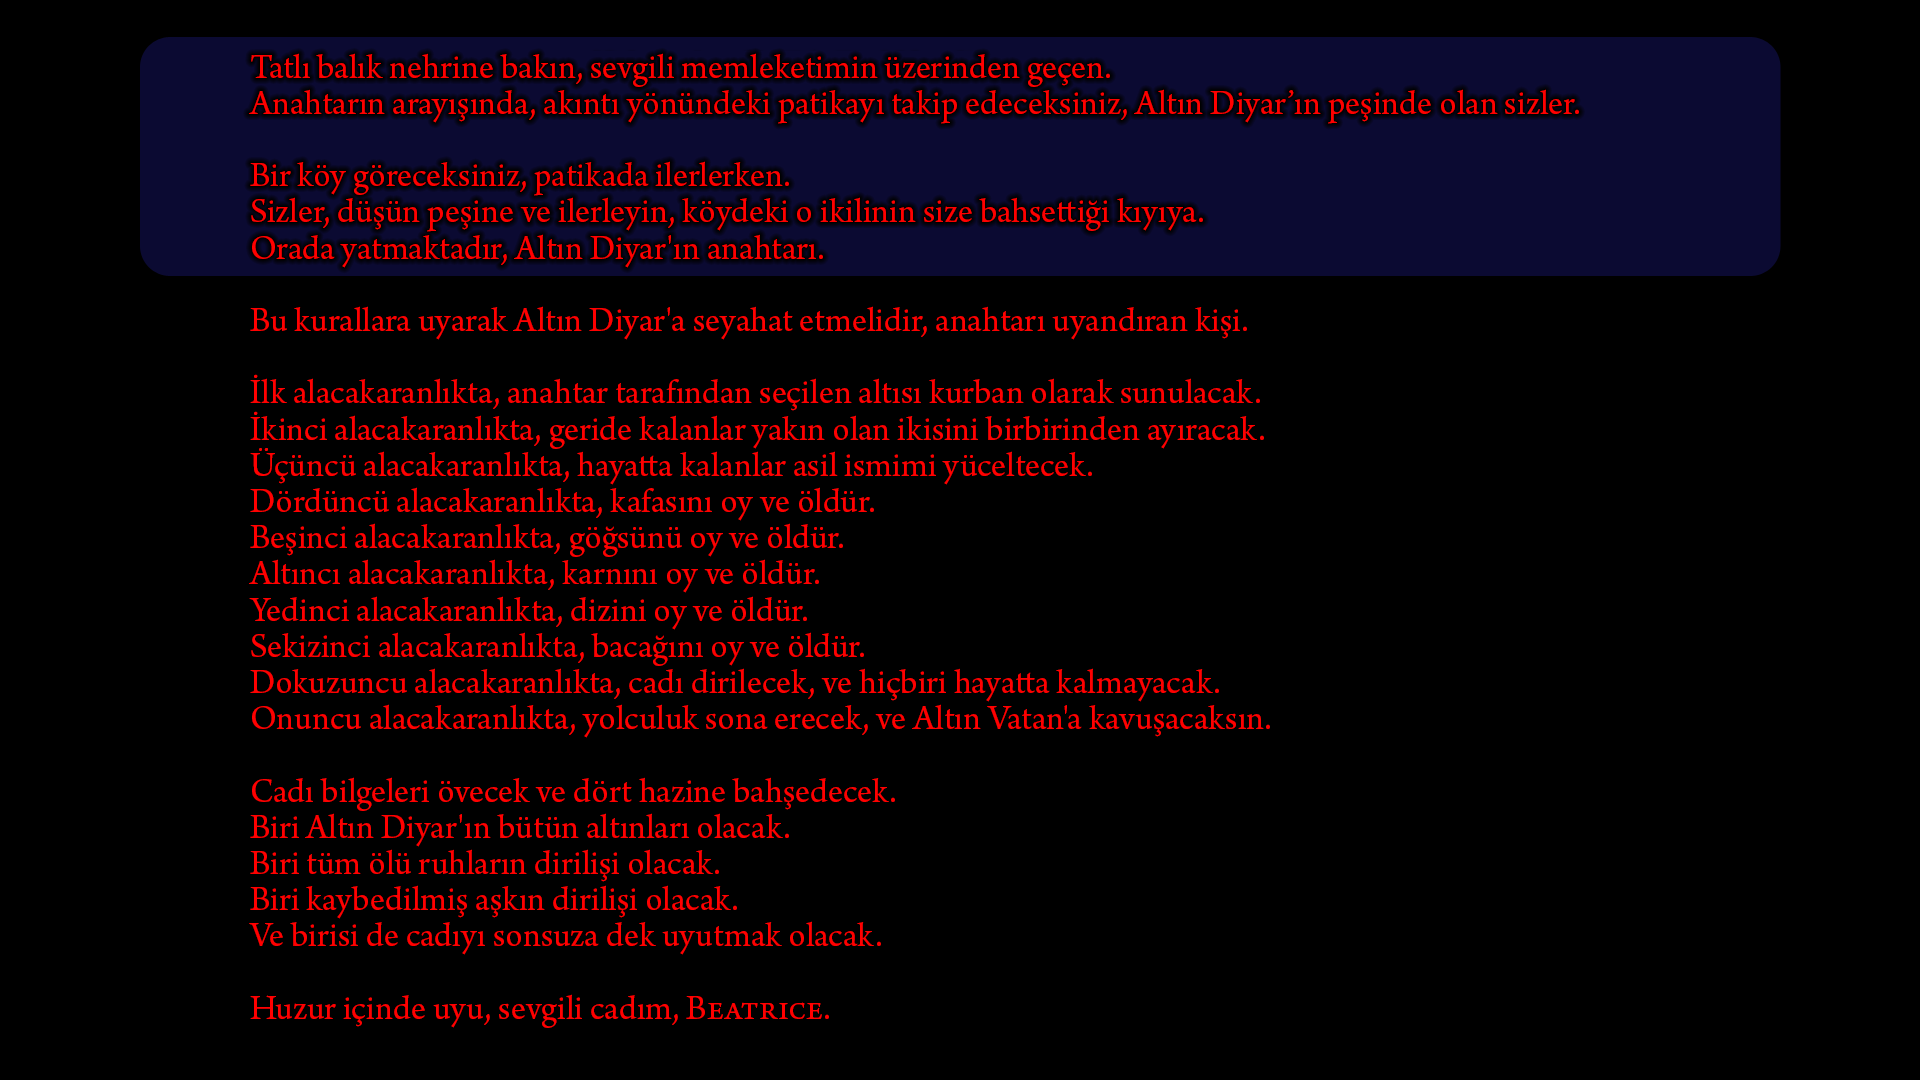 Tatlı balık nehrine bakın, sevgili memleketimin üzerinden geçen.
Anahtarın arayışında, akıntı yönündeki patikayı takip edeceksiniz, Altın Diyar’ın peşinde olan sizler.
Bir köy göreceksiniz, patikada ilerlerken.
Sizler, düşün peşine ve ilerleyin, köydeki o ikilinin size bahsettiği kıyıya.
Orada yatmaktadır, Altın Diyar'ın anahtarı.
Bu kurallara uyarak Altın Diyar'a seyahat etmelidir, anahtarı uyandıran kişi.
İlk alacakaranlıkta, anahtar tarafından seçilen altısı kurban olarak sunulacak.
İkinci alacakaranlıkta, geride kalanlar yakın olan ikisini birbirinden ayıracak.
Üçüncü alacakaranlıkta, hayatta kalanlar asil ismimi yüceltecek.
Dördüncü alacakaranlıkta, kafasını oy ve öldür.
Beşinci alacakaranlıkta, göğsünü oy ve öldür.
Altıncı alacakaranlıkta, karnını oy ve öldür.
Yedinci alacakaranlıkta, dizini oy ve öldür.
Sekizinci alacakaranlıkta, bacağını oy ve öldür.
Dokuzuncu alacakaranlıkta, cadı dirilecek, ve hiçbiri hayatta kalmayacak.
Onuncu alacakaranlıkta, yolculuk sona erecek, ve Altın Vatan'a kavuşacaksın.
Cadı bilgeleri övecek ve dört hazine bahşedecek.
Biri Altın Diyar'ın bütün altınları olacak.
Biri tüm ölü ruhların dirilişi olacak.
Biri kaybedilmiş aşkın dirilişi olacak.
Ve birisi de cadıyı sonsuza dek uyutmak olacak.
Huzur içinde uyu, sevgili cadım, BEATRICE.